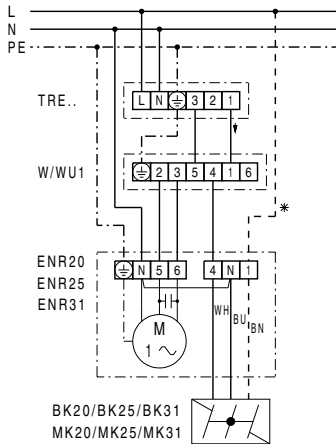 L
N
PE
TRE..
L N 3 2 1
W/WU1
2 3 5 4 1 6
*
ENR20
ENR25
ENR31
N 5 6 4 N 1
WH
BU
BN
M
1 ~
BK20/BK25/BK31
MK20/MK25/MK31